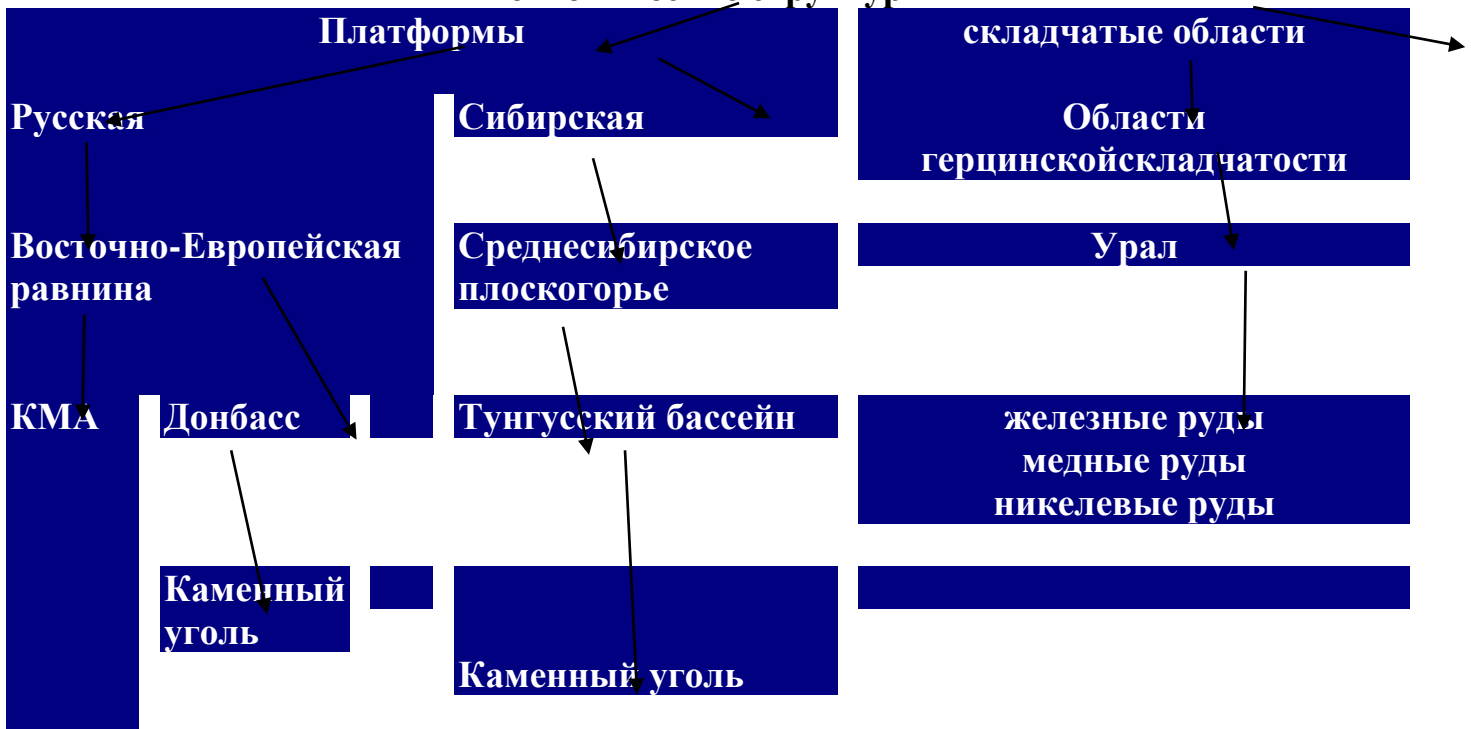 Платформы
складчатые области
Русская
Сибирская
Области
герцинскойскладчатости
Восточно-Европейская
равнина
Среднесибирское
плоскогорье
Урал
КМА
Донбасс
Тунгусский бассейн
железные руды
медные руды
никелевые руды
Каменный
уголь
Каменный уголь